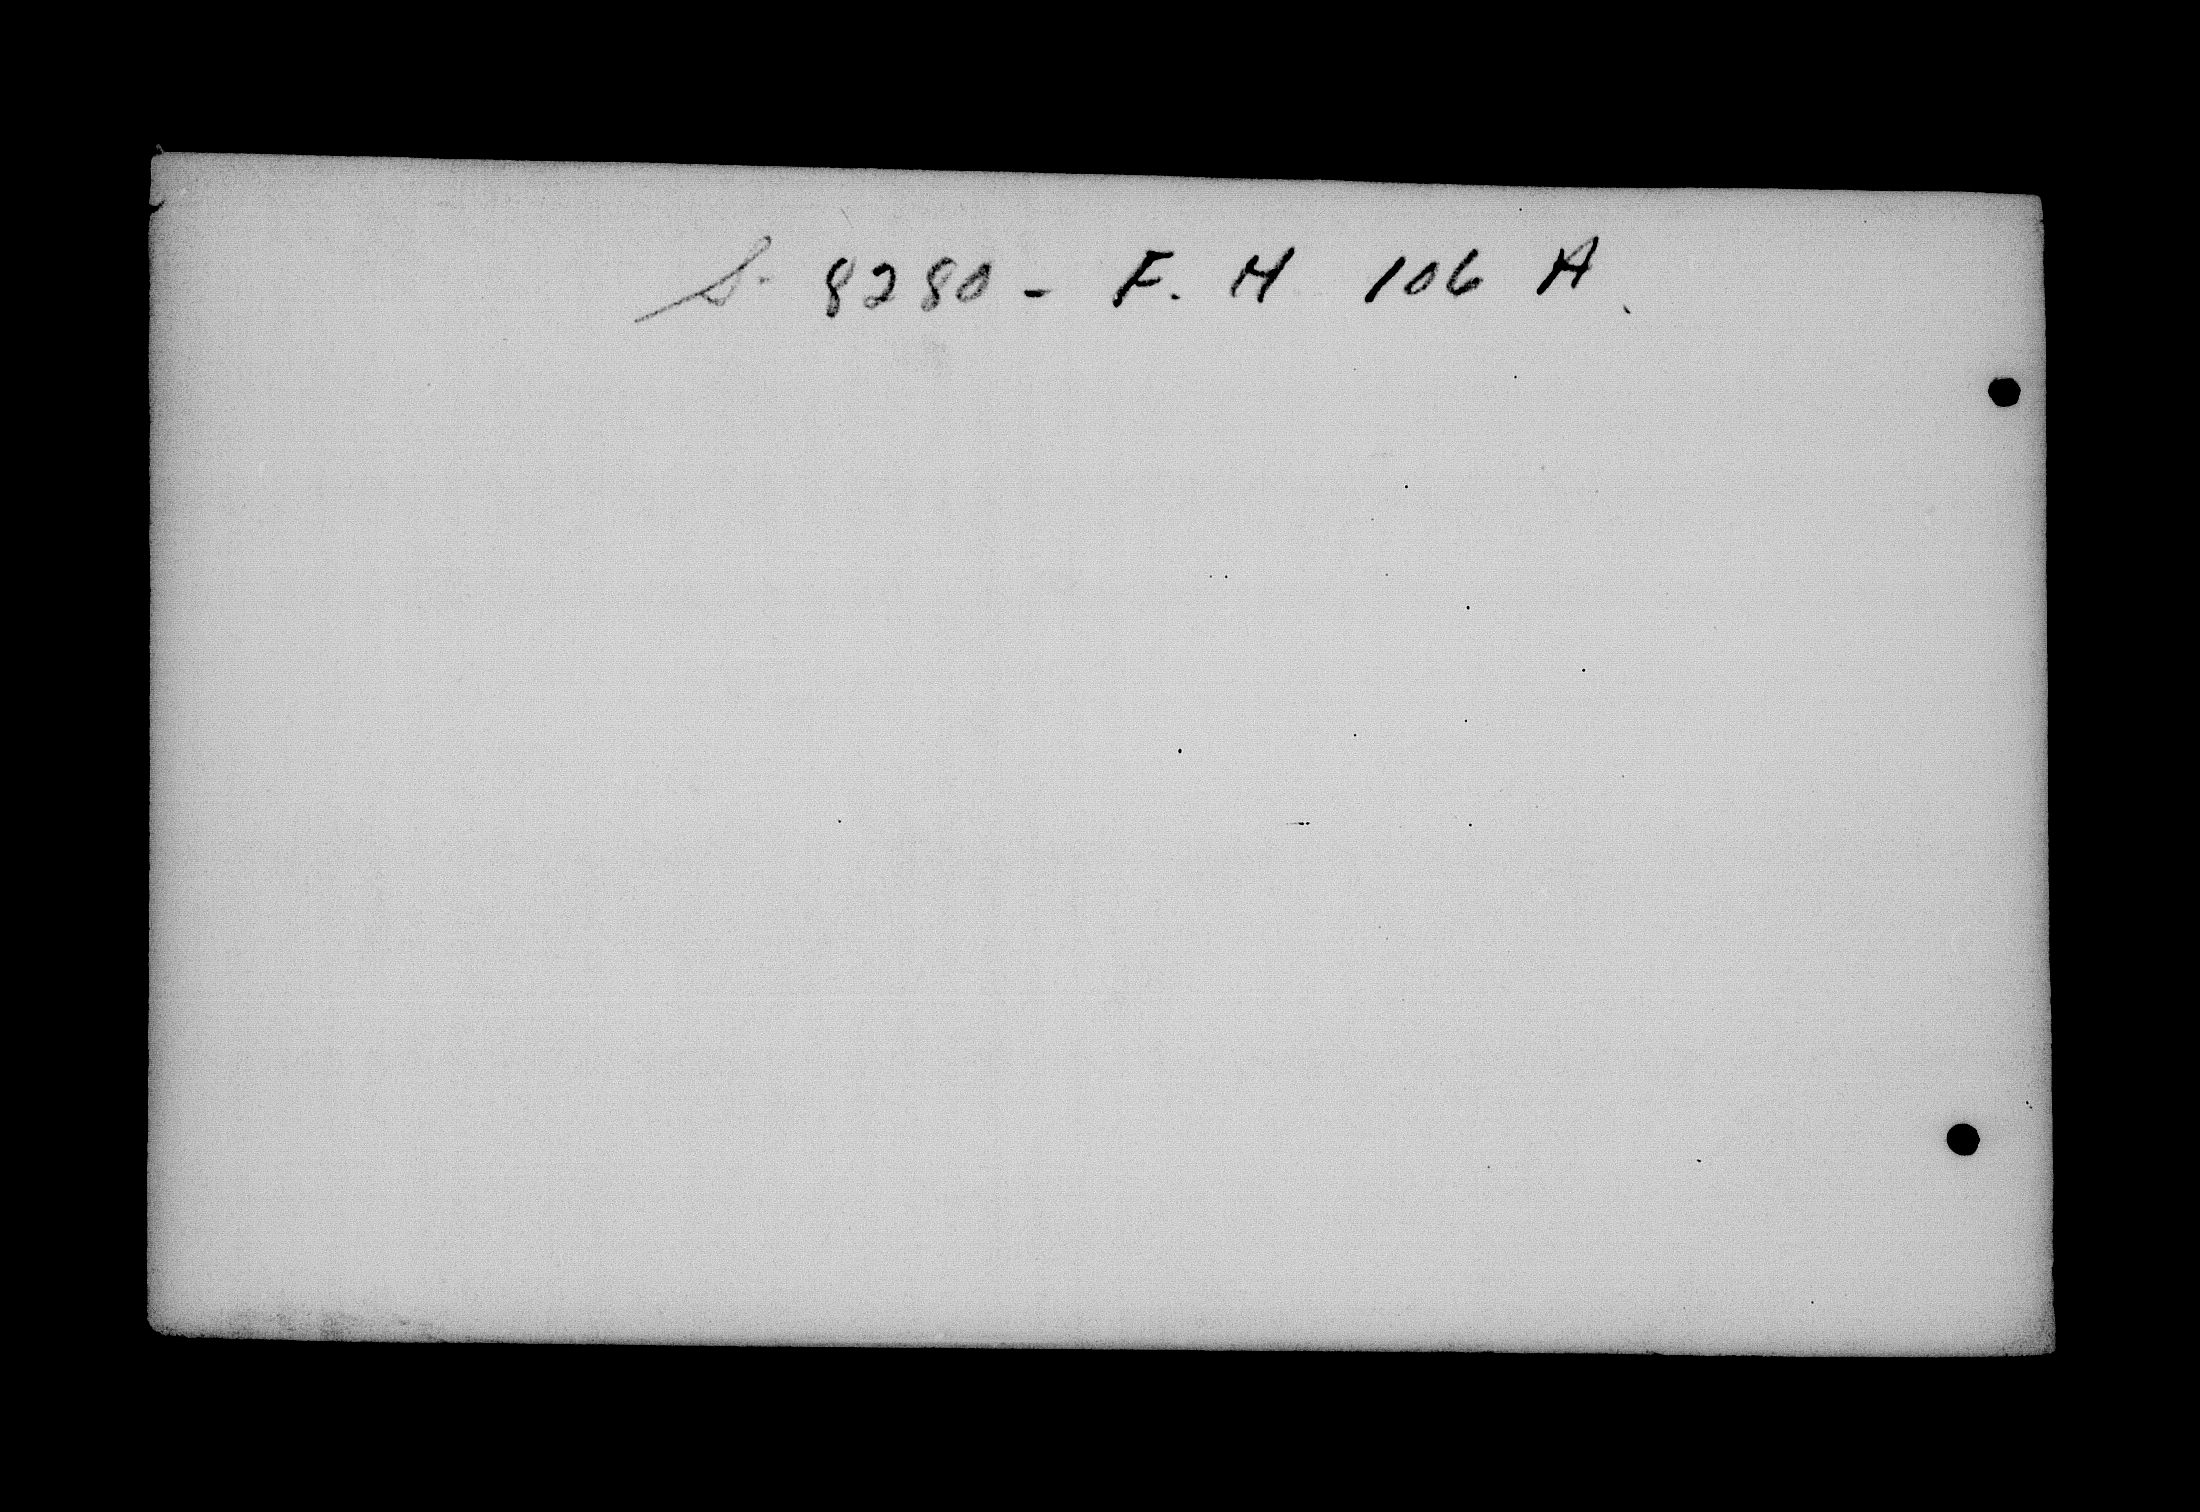 S. 8280 - F. H 106 A.